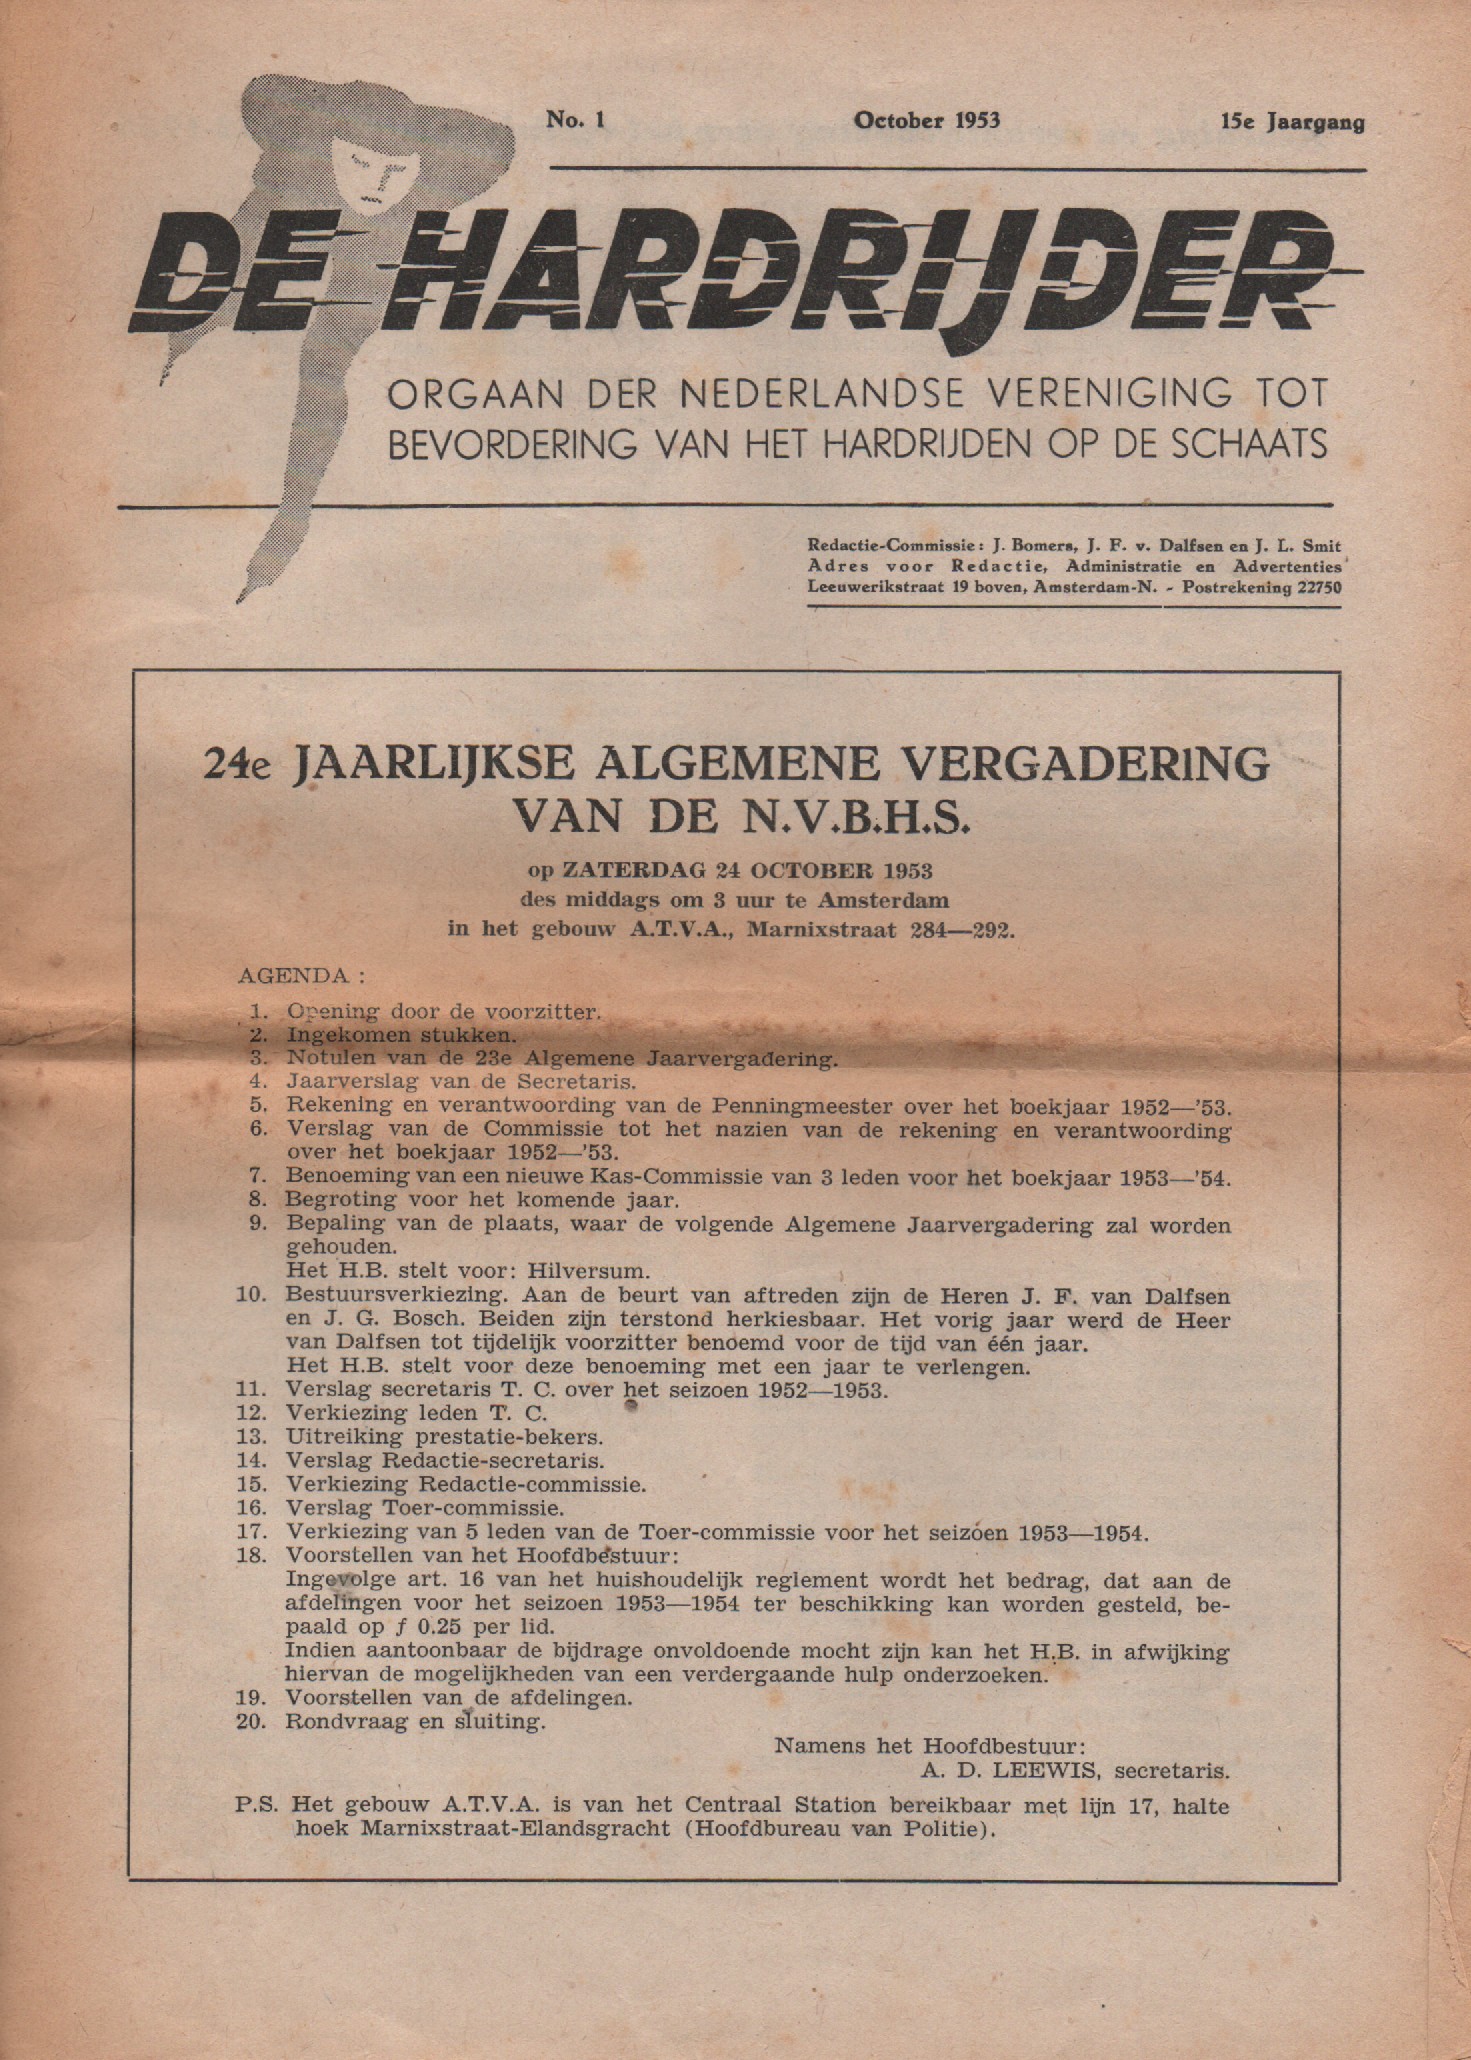 No. 1 October 1953 15e Jaargang
DE HARDRIJDER
ORGAAN DER NEDERLANDSE VERENIGING TOT
BEVORDERING VAN HET HARDRIJDEN OP DE SCHAATS
Redactie-Commissie: J. Bomers, J. F. v. Dalfsen en J. L. Smit
Adres voor Redactie, Administratie en Advertenties
Leeuwerikstraat 19 boven, Amsterdam-N. - Postrekening 22750
24e JAARLIJKSE ALGEMENE VERGADERING
VAN DE N.V.B.H.S.
op ZATERDAG 24 OCTOBER 1953
des middags om 3 uur te Amsterdam
in het gebouw A.T.V.A., Marnixstraat 284—292.
AGENDA :
1. Opening door de voorzitter.
2. Ingekomen stukken.
3. Notulen van de 23e Algemene Jaarvergadering.
4. Jaarverslag van de Secretaris.
5. Rekening en verantwoording van de Penningmeester over het boekjaar 1952—'53.
6. Verslag van de Commissie tot het nazien van de rekening en verantwoording
over het boekjaar 1952—'53.
7. Benoeming van een nieuwe Kas-Commissie van 3 leden voor het boekjaar 1953—'54.
8. Begroting voor het komende jaar.
9. Bepaling van de plaats, waar de volgende Algemene Jaarvergadering zal worden
gehouden.
Het H.B. stelt voor: Hilversum.
10. Bestuursverkiezing. Aan de beurt van aftreden zijn de Heren J. F. van Dalfsen
en J. G. Bosch. Beiden zijn terstond herkiesbaar. Het vorig jaar werd de Heer
van Dalfsen tot tijdelijk voorzitter benoemd voor de tijd van één jaar.
Het H.B. stelt voor deze benoeming met een jaar te verlengen.
11. Verslag secretaris T. C. over het seizoen 1952—1953.
12. Verkiezing leden T. C.
13. Uitreiking prestatie-bekers.
14. Verslag Redactie-secretaris.
15. Verkiezing Redactie-commissie.
16. Verslag Toer-commissie.
17. Verkiezing van 5 leden van de Toer-commissie voor het seizoen 1953—1954.
18. Voorstellen van het Hoofdbestuur:
Ingevolge art. 16 van het huishoudelijk reglement wordt het bedrag, dat aan de
afdelingen voor het seizoen 1953—1954 ter beschikking kan worden gesteld, be-
paald op ƒ 0.25 per lid.
Indien aantoonbaar de bijdrage onvoldoende mocht zijn kan het H.B. in afwijking
hiervan de mogelijkheden van een verdergaande hulp onderzoeken.
19. Voorstellen van de afdelingen.
20. Rondvraag en sluiting.
Namens het Hoofdbestuur:
A. D. LEEWIS, secretaris.
P.S. Het gebouw A.T.V.A. is van het Centraal Station bereikbaar met lijn 17, halte
hoek Marnixstraat-Elandsgracht (Hoofdbureau van Politie).